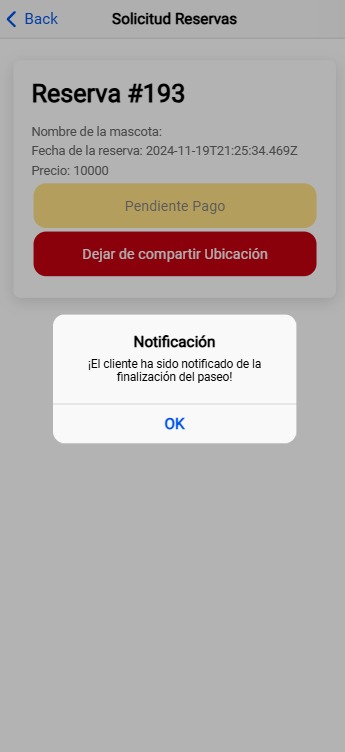 Back
Solicitud Reservas
Reserva #193
Nombre de la mascota:
Fecha de la reserva: 2024-11-19T21:25:34.469Z
Precio: 10000
Pendiente Pago
Dejar de compartir Ubicación
Notificación
¡El cliente ha sido notificado de la
finalización del paseo!
OK